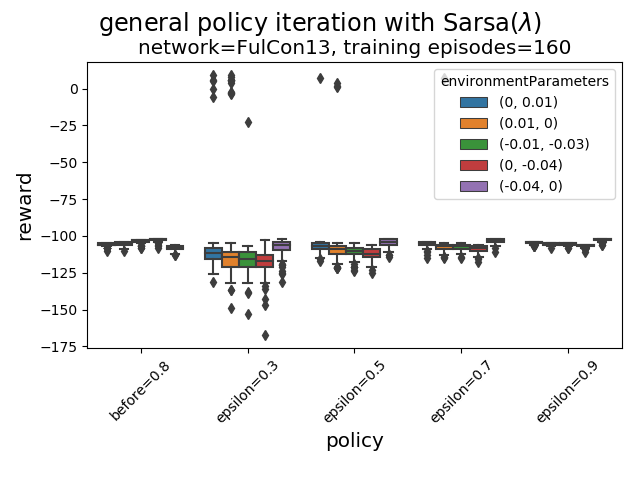 general policy iteration with Sarsa(λ)
network=FulCon13, training episodes=160
environmentParameters
(0, 0.01)
(0.01, 0)
(-0.01, -0.03)
(0, -0.04)
(-0.04, 0)
reward
0
−25
−50
−75
−100
−125
−150
−175
before=0.8
epsilon=0.3
epsilon=0.5
epsilon=0.7
epsilon=0.9
policy